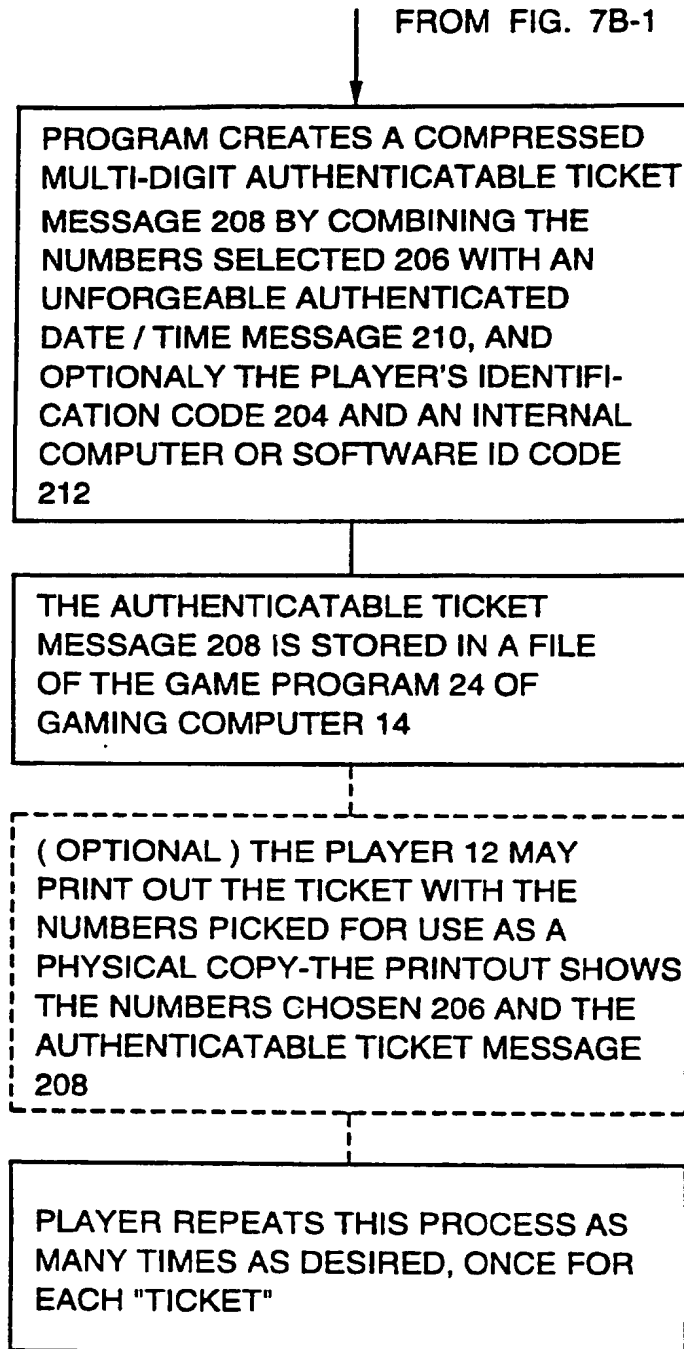 FROM FIG. 7B-1
PROGRAM CREATES A COMPRESSED
MULTI-DIGIT AUTHENTICATABLE TICKET
MESSAGE 208 BY COMBINING THE
NUMBERS SELECTED 206 WITH AN
UNFORGEABLE AUTHENTICATED
DATE / TIME MESSAGE 210, AND
OPTIONALY THE PLAYER'S IDENTIFI-
CATION CODE 204 AND AN INTERNAL
COMPUTER OR SOFTWARE ID CODE
212
THE AUTHENTICATABLE TICKET
MESSAGE 208 IS STORED IN A FILE
OF THE GAME PROGRAM 24 OF
GAMING COMPUTER 14
( OPTIONAL ) THE PLAYER 12 MAY
PRINT OUT THE TICKET WITH THE
NUMBERS PICKED FOR USE AS A
PHYSICAL COPY-THE PRINTOUT SHOWS
THE NUMBERS CHOSEN 206 AND THE
AUTHENTICATABLE TICKET MESSAGE
208
PLAYER REPEATS THIS PROCESS AS
MANY TIMES AS DESIRED, ONCE FOR
EACH "TICKET"